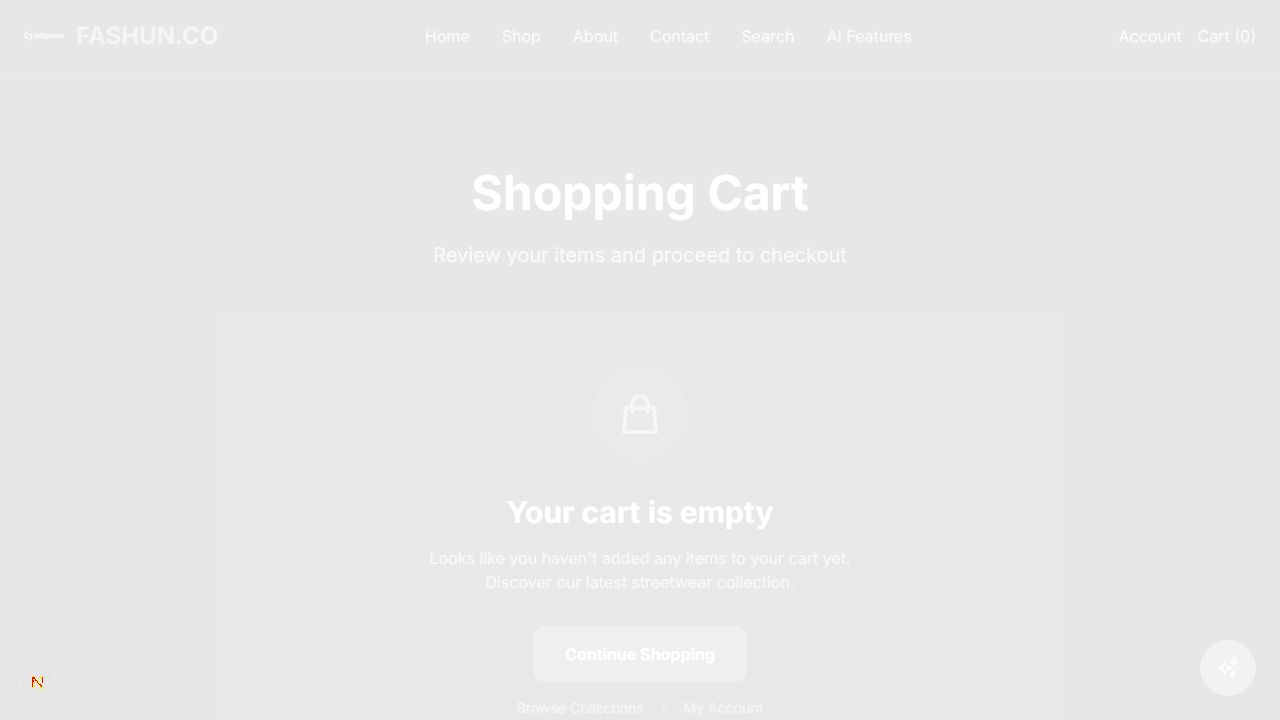 FASHUN.CO
Home Shop About Contact Search AI Features
Account Cart (0)
Shopping Cart
Review your items and proceed to checkout
Your cart is empty
Looks like you haven't added any items to your cart yet.
Discover our latest streetwear collection.
Continue Shopping
Browse Collections • My Account
N